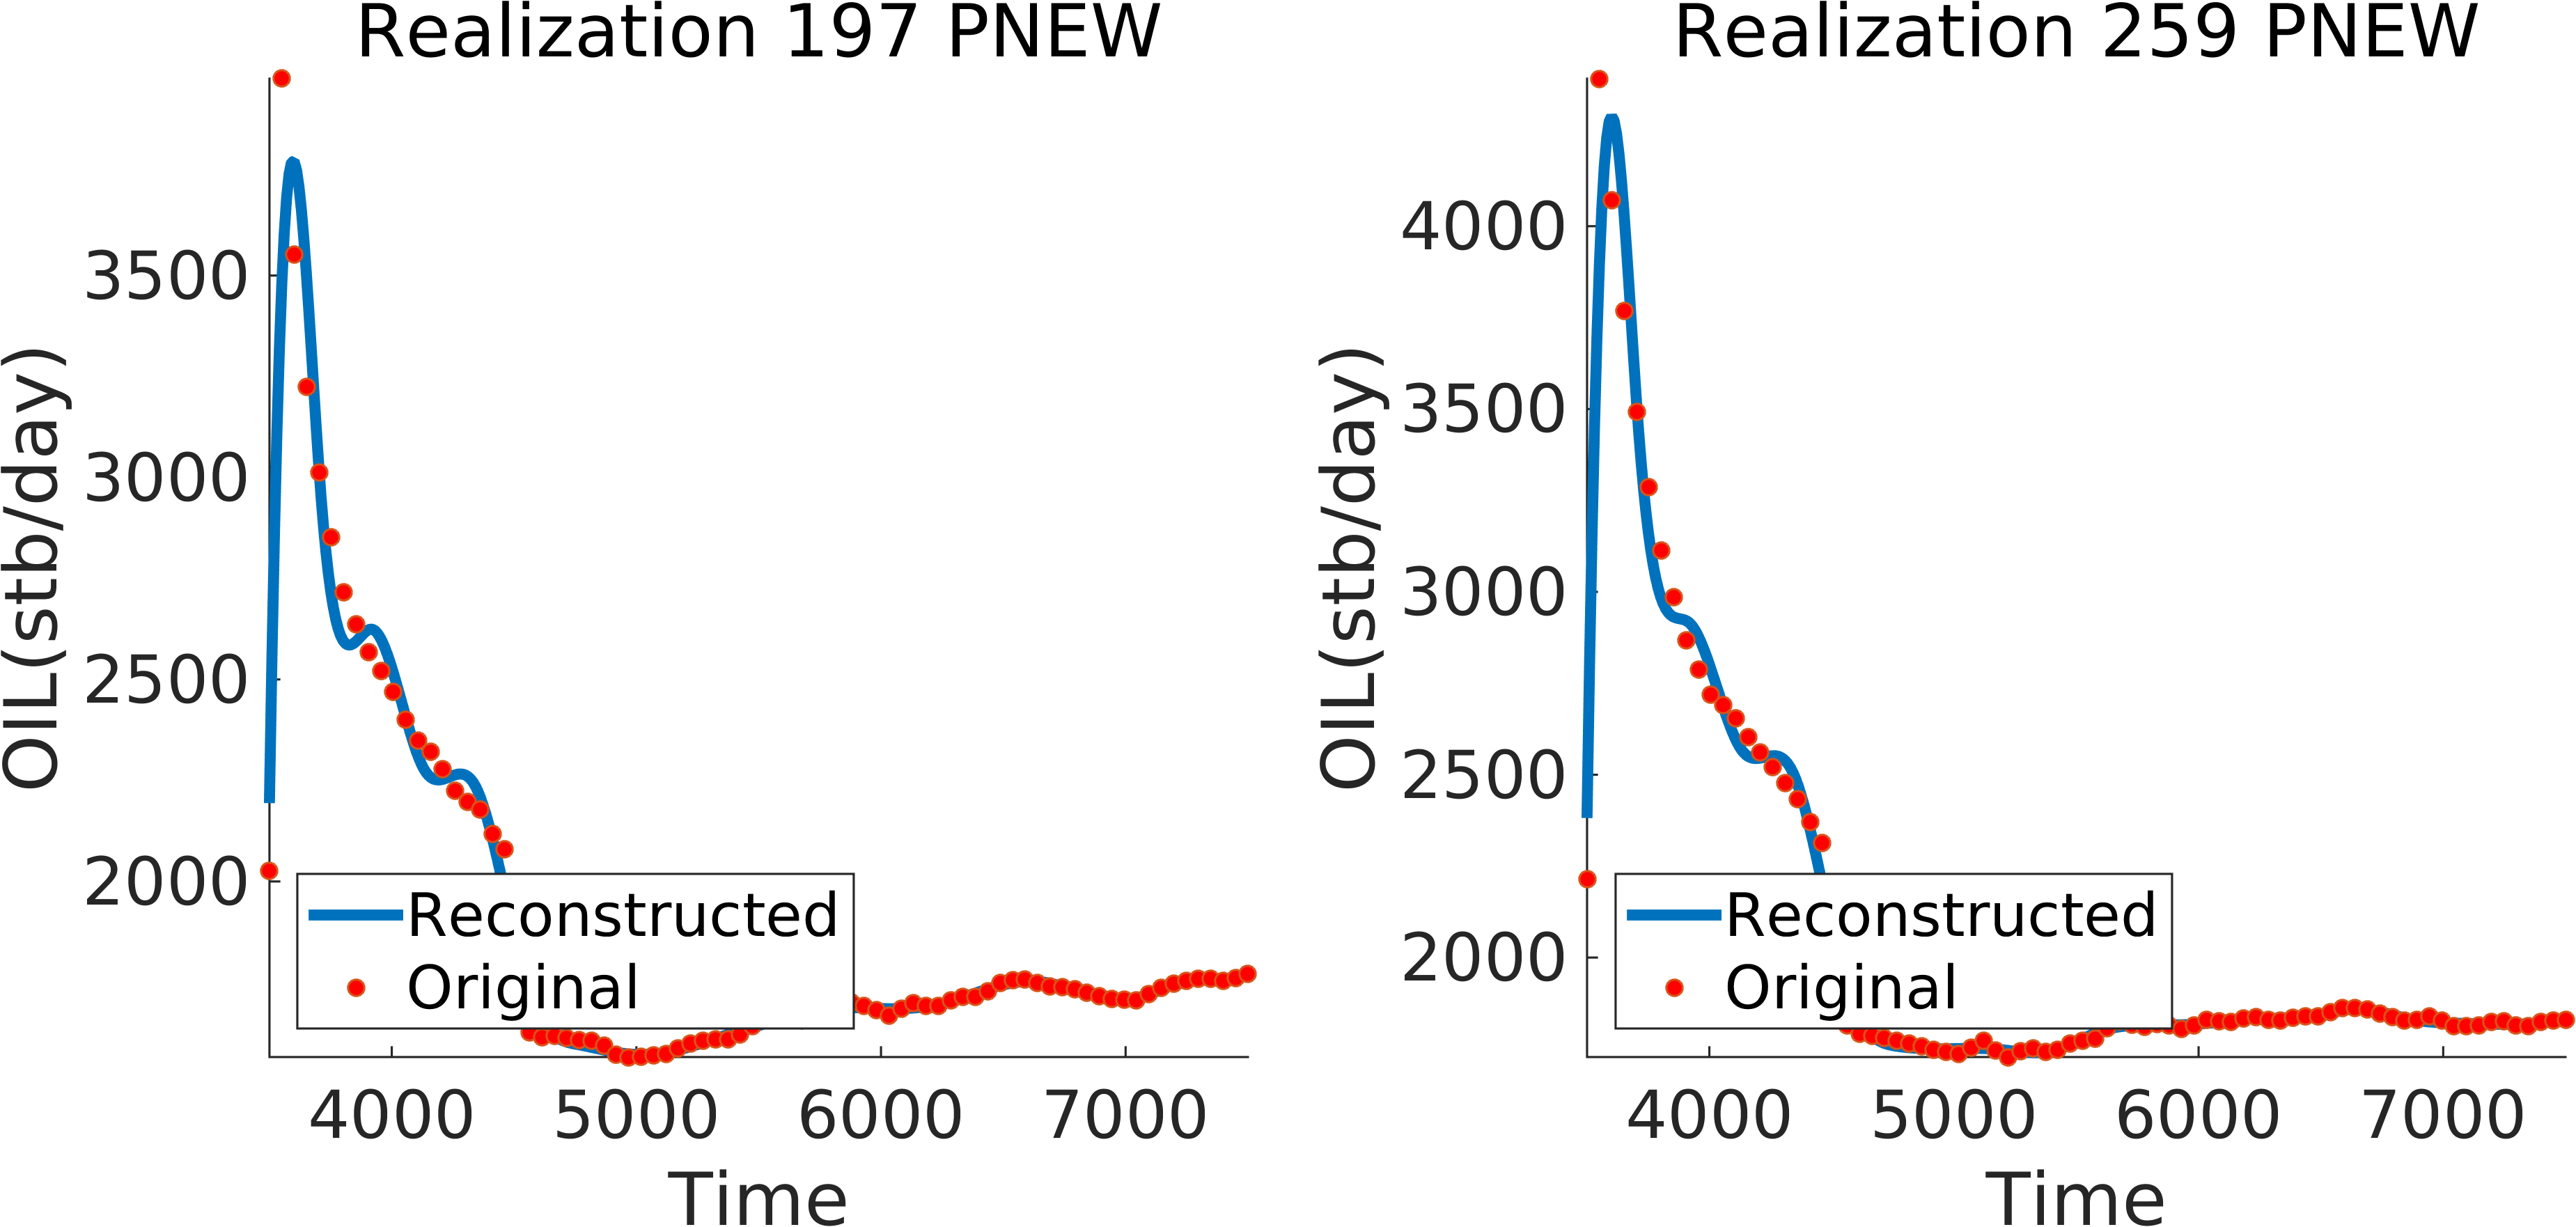 Realization 197 PNEW
OIL(stb/day)
3500
3000
2500
2000
Reconstructed
Original
4000 5000 6000 7000
Time
Realization 259 PNEW
OIL(stb/day)
4000
3500
3000
2500
2000
Reconstructed
Original
4000 5000 6000 7000
Time